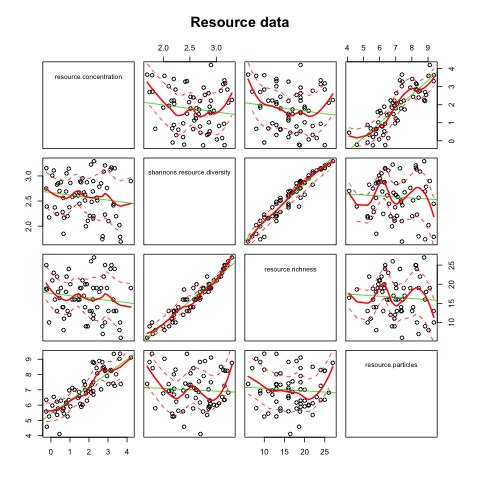 Resource data
2.0 2.5 3.0
4 5 6 7 8 9
resource.concentration
0 1 2 3 4
2.0 2.5 3.0
shannons.resource.diversity
resource.richness
10 15 20 25
4 5 6 7 8 9
resource.particles
0 1 2 3 4
10 15 20 25